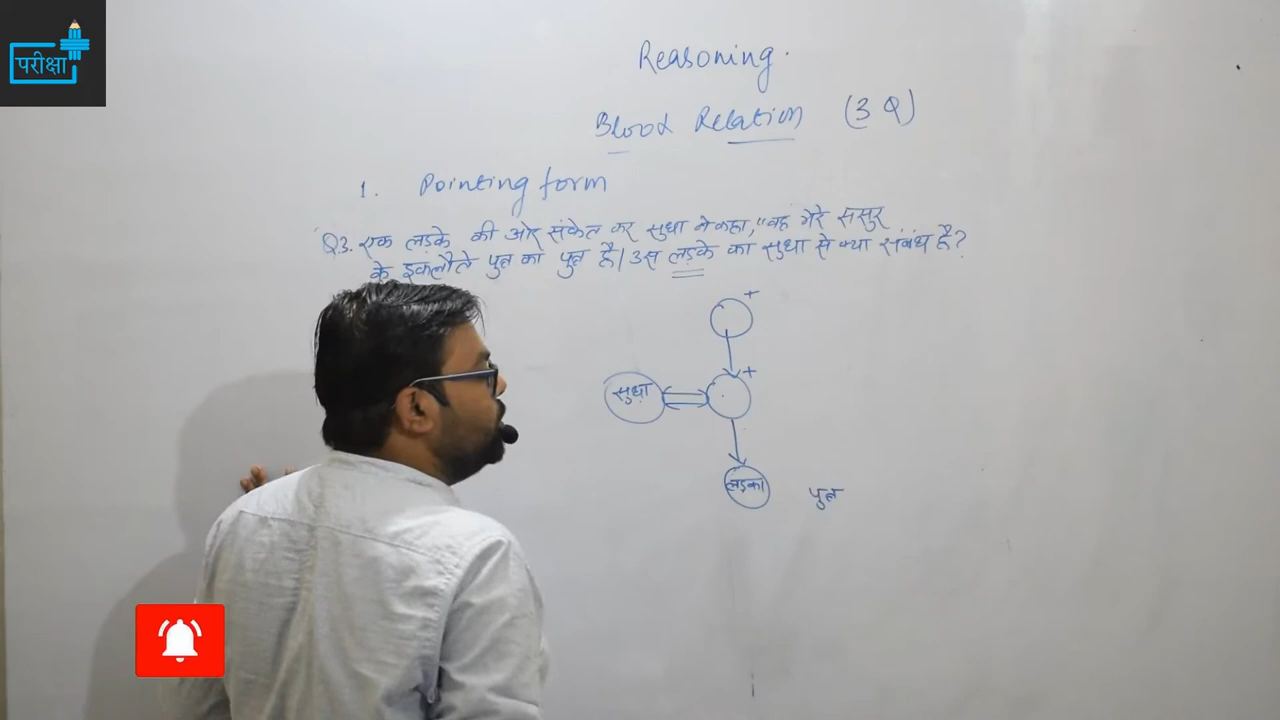 परीक्षा
Reasoning.
Blood Relation (3 Q)
1. Pointing form
Q3. एक लड़के की ओर संकेत कर सुधा ने कहा, "वह मेरे ससुर
के इकलौते पुत्र का पुत्र है। उस लड़के का सुधा से क्या संबंध है?
सुधा
लड़का
पुत्र